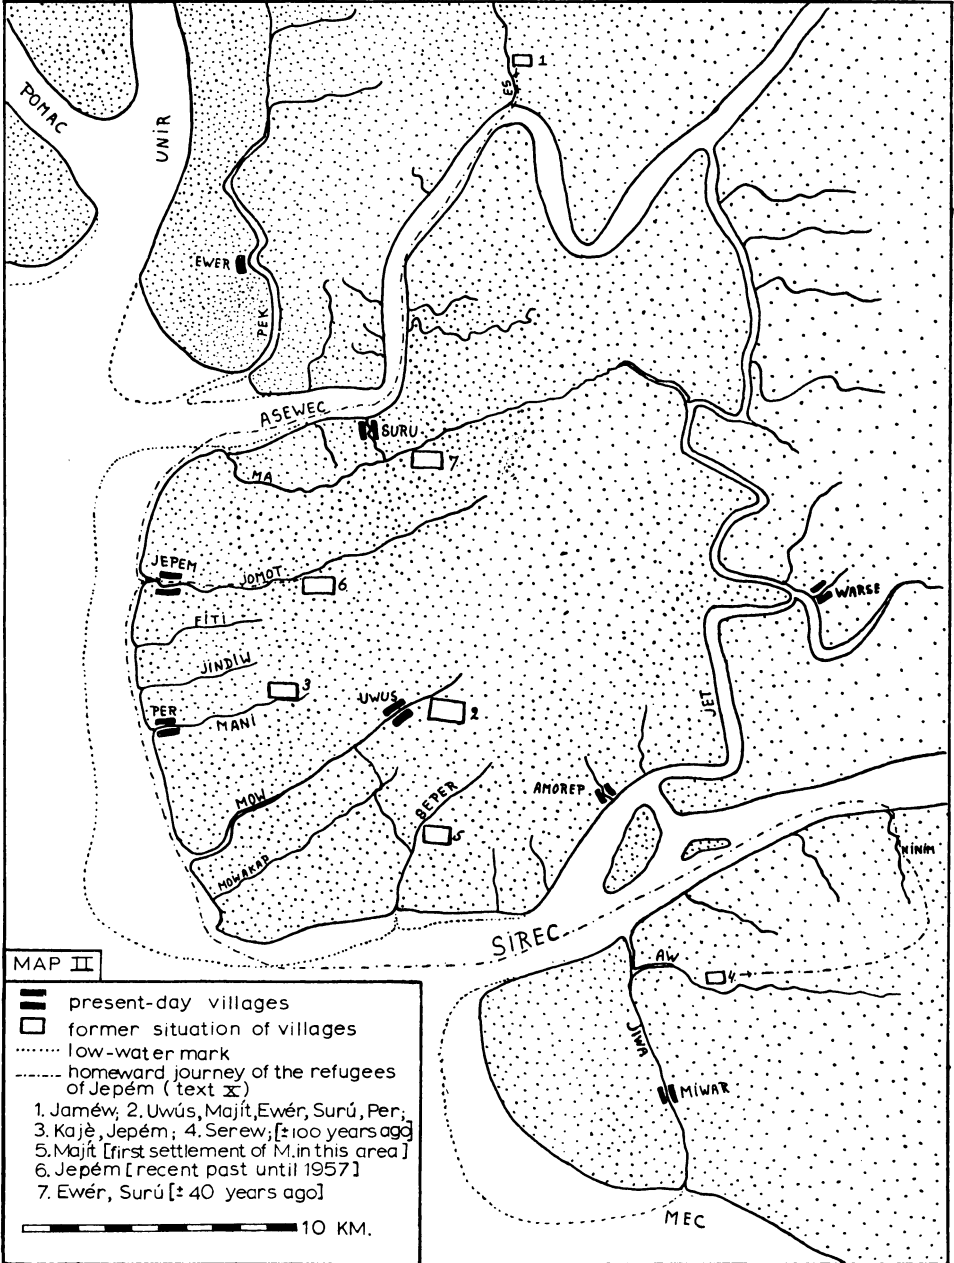 POMAC
UNIR
ES
1
EWER
PEK
ASEWEC
SURU
7
MA
JEPEM
JOMOT
6
FITI
JINDIW
3
PER
MANI
UWUS
2
WARSE
JET
MOW
BEPER
AMOREP
5
MOWAKAP
NINIM
SIREC
AW
4
JIWA
MIWAR
MEC
MAP II
present-day villages
former situation of villages
low-water mark
homeward journey of the refugees
of Jepém (text X)
1. Jaméw; 2. Uwús, Majít, Ewér, Surú, Per;
3. Kajè, Jepém; 4. Serew; [± 100 years ago]
5. Majít [first settlement of M. in this area]
6. Jepém [recent past until 1957]
7. Ewér, Surú [± 40 years ago]
10 KM.